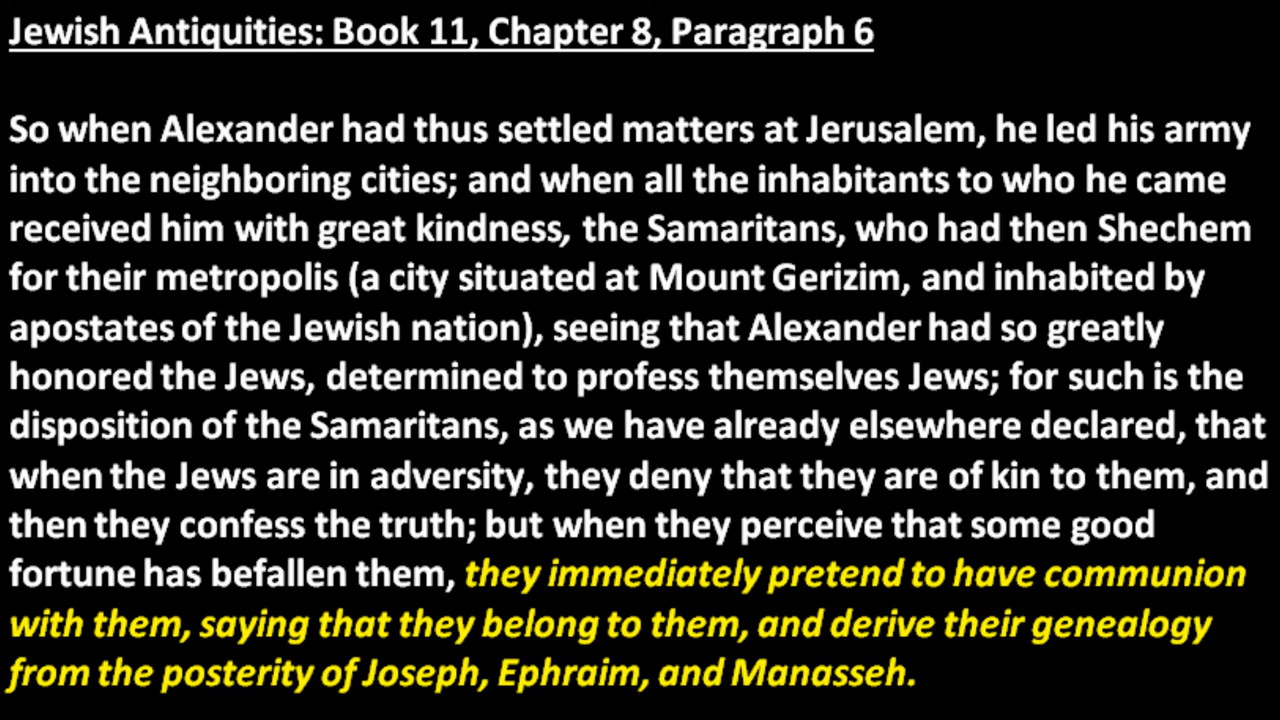 Jewish Antiquities: Book 11, Chapter 8, Paragraph 6
So when Alexander had thus settled matters at Jerusalem, he led his army
into the neighboring cities; and when all the inhabitants to who he came
received him with great kindness, the Samaritans, who had then Shechem
for their metropolis (a city situated at Mount Gerizim, and inhabited by
apostates of the Jewish nation), seeing that Alexander had so greatly
honored the Jews, determined to profess themselves Jews; for such is the
disposition of the Samaritans, as we have already elsewhere declared, that
when the Jews are in adversity, they deny that they are of kin to them, and
then they confess the truth; but when they perceive that some good
fortune has befallen them, they immediately pretend to have communion
with them, saying that they belong to them, and derive their genealogy
from the posterity of Joseph, Ephraim, and Manasseh.